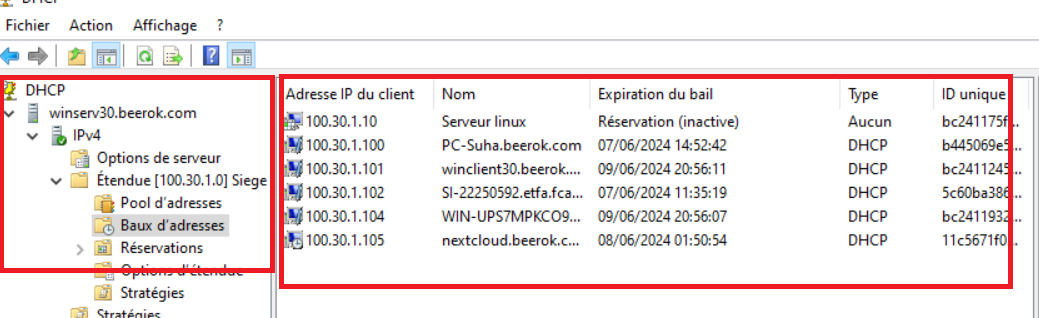 DHCP
Fichier Action Affichage ?
DHCP
winserv30.beerok.com
IPv4
Options de serveur
Étendue [100.30.1.0] Siege
Pool d'adresses
Baux d'adresses
Réservations
Options d'étendue
Stratégies
Stratégies
Adresse IP du client Nom Expiration du bail Type ID unique
100.30.1.10 Serveur linux Réservation (inactive) Aucun bc241175f...
100.30.1.100 PC-Suha.beerok.com 07/06/2024 14:52:42 DHCP b445069e5...
100.30.1.101 winclient30.beerok.... 09/06/2024 20:56:11 DHCP bc2411245...
100.30.1.102 SI-22250592.etfa.fca... 07/06/2024 11:35:19 DHCP 5c60ba386...
100.30.1.104 WIN-UPS7MPKCO9... 09/06/2024 20:56:07 DHCP bc2411932...
100.30.1.105 nextcloud.beerok.c... 08/06/2024 01:50:54 DHCP 11c5671f0...